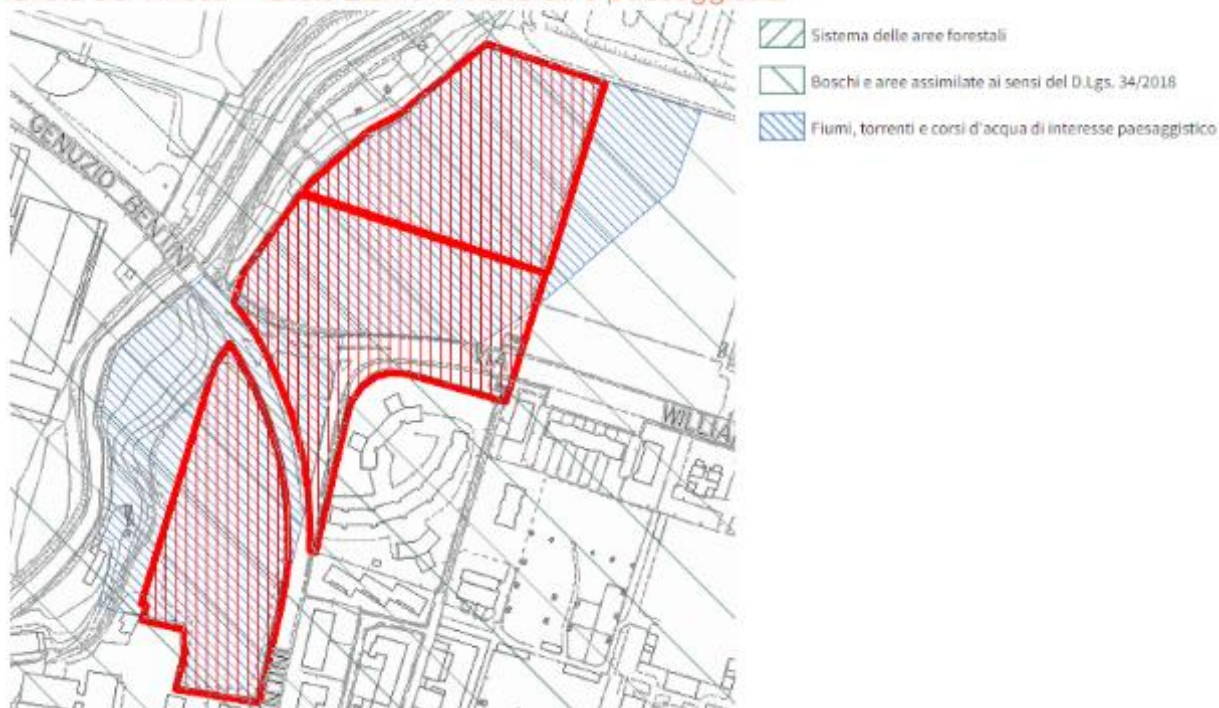 Sistema delle aree forestali
Boschi e aree assimilate ai sensi del D.Lgs. 34/2018
Fiumi, torrenti e corsi d'acqua di interesse paesaggistico
GENUZIO BENTINI
VIA
WILLIA